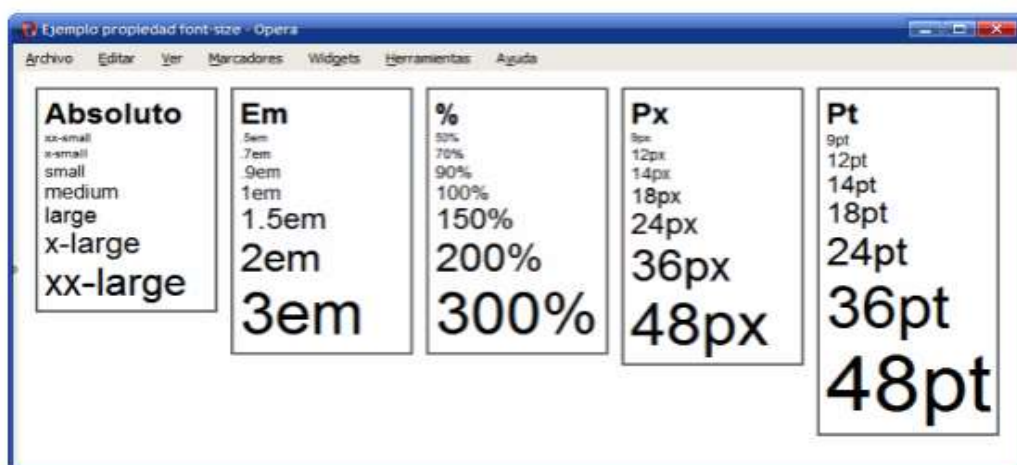 Ejemplo propiedad font-size - Opera
Archivo Editar Ver Marcadores Widgets Herramientas Ayuda
Absoluto
xx-small
x-small
small
medium
large
x-large
xx-large
Em
.5em
.7em
.9em
1em
1.5em
2em
3em
%
50%
70%
90%
100%
150%
200%
300%
Px
9px
12px
14px
18px
24px
36px
48px
Pt
9pt
12pt
14pt
18pt
24pt
36pt
48pt